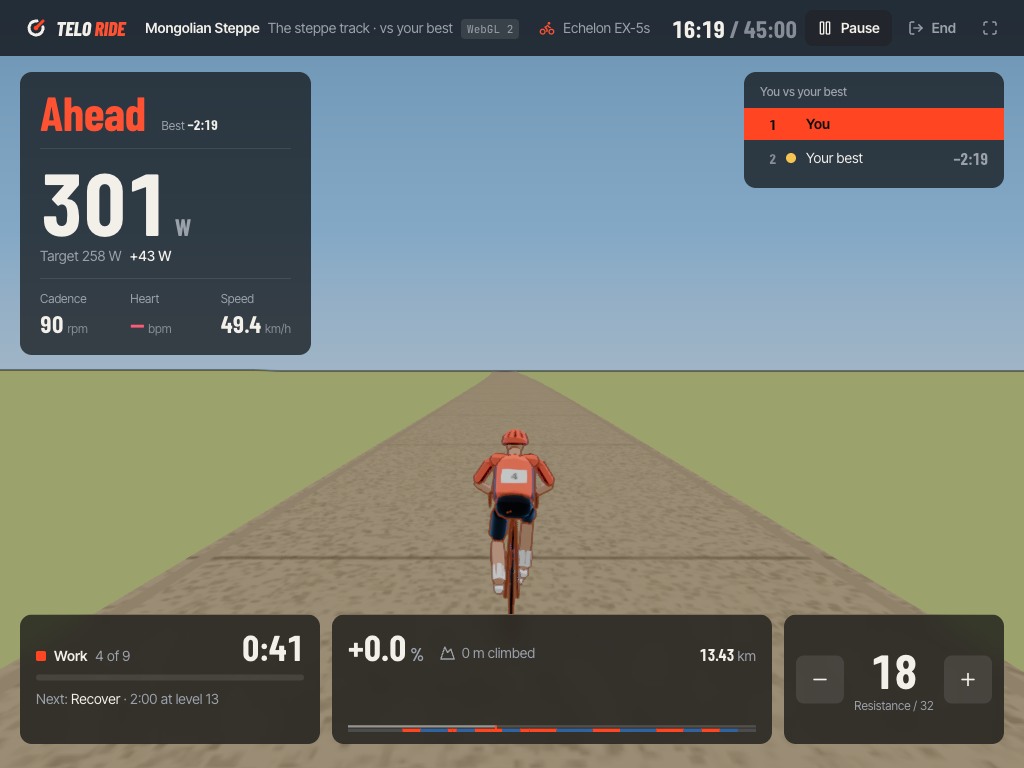 TELO RIDE Mongolian Steppe The steppe track · vs your best WebGL 2 Echelon EX-5s 16:19 / 45:00 Pause End
Ahead Best −2:19
301 W
Target 258 W +43 W
Cadence Heart Speed
90 rpm – bpm 49.4 km/h
You vs your best
1 You
2 Your best −2:19
4
Work 4 of 9 0:41
Next: Recover · 2:00 at level 13
+0.0 % 0 m climbed 13.43 km
− 18 +
Resistance / 32